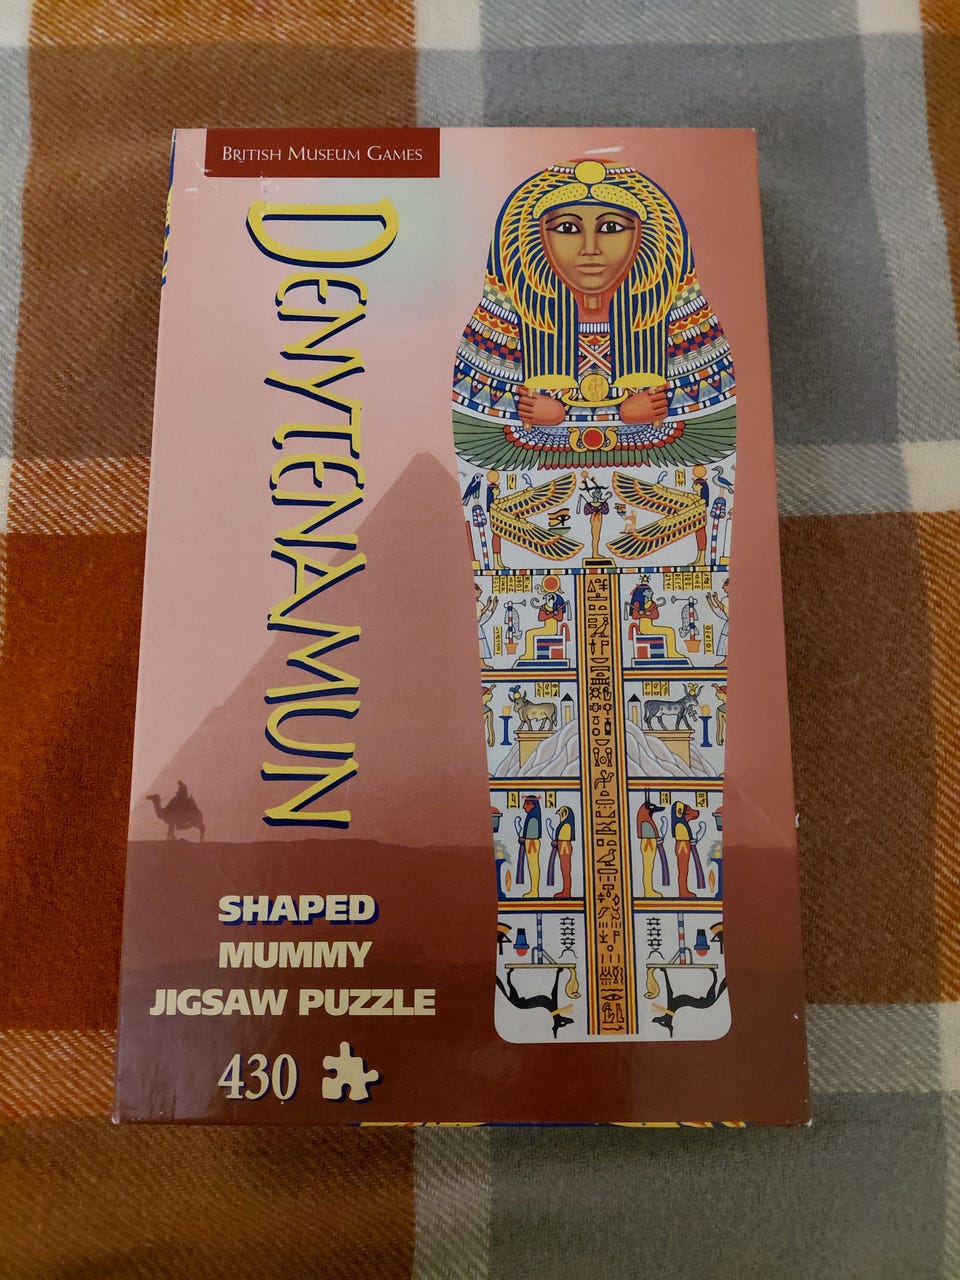 BRITISH MUSEUM GAMES
DENYTENAMUN
SHAPED
MUMMY
JIGSAW PUZZLE
430